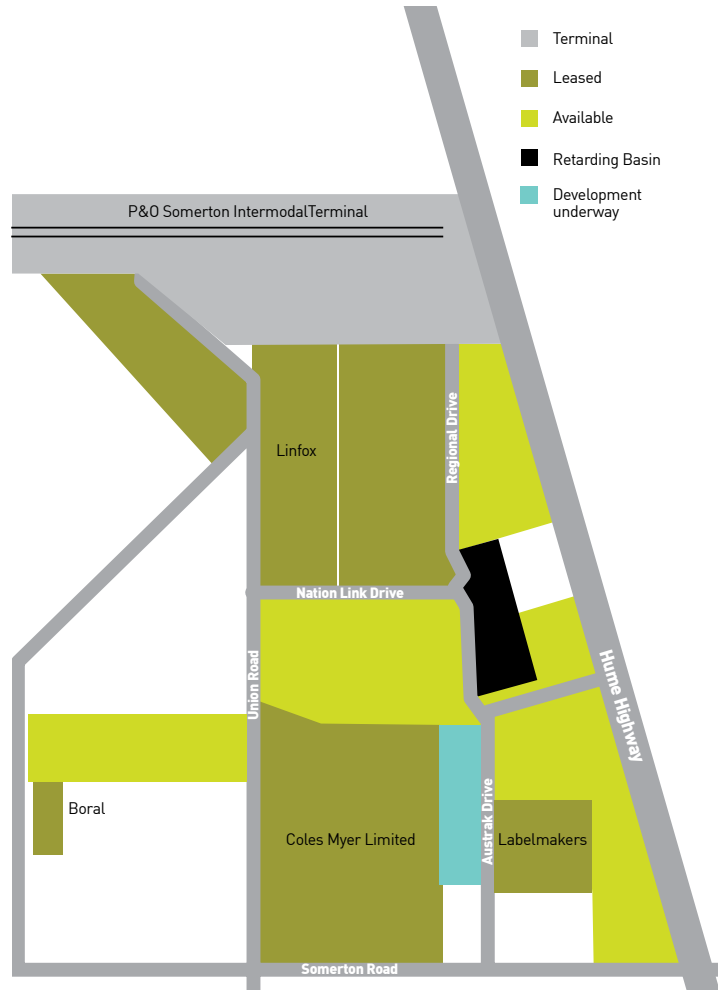 Terminal
Leased
Available
Retarding Basin
Development
underway
P&O Somerton IntermodalTerminal
Regional Drive
Linfox
Nation Link Drive
Union Road
Hume Highway
Boral
Coles Myer Limited
Austrak Drive
Labelmakers
Somerton Road